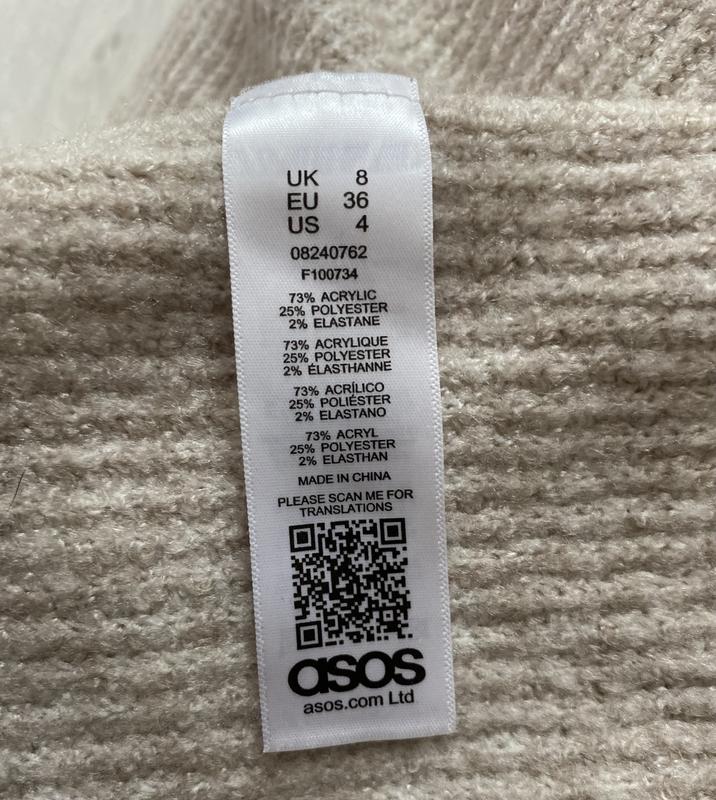 UK 8
EU 36
US 4
08240762
F100734
73% ACRYLIC
25% POLYESTER
2% ELASTANE
73% ACRYLIQUE
25% POLYESTER
2% ÉLASTHANNE
73% ACRÍLICO
25% POLIÉSTER
2% ELASTANO
73% ACRYL
25% POLYESTER
2% ELASTHAN
MADE IN CHINA
PLEASE SCAN ME FOR
TRANSLATIONS
asos
asos.com Ltd